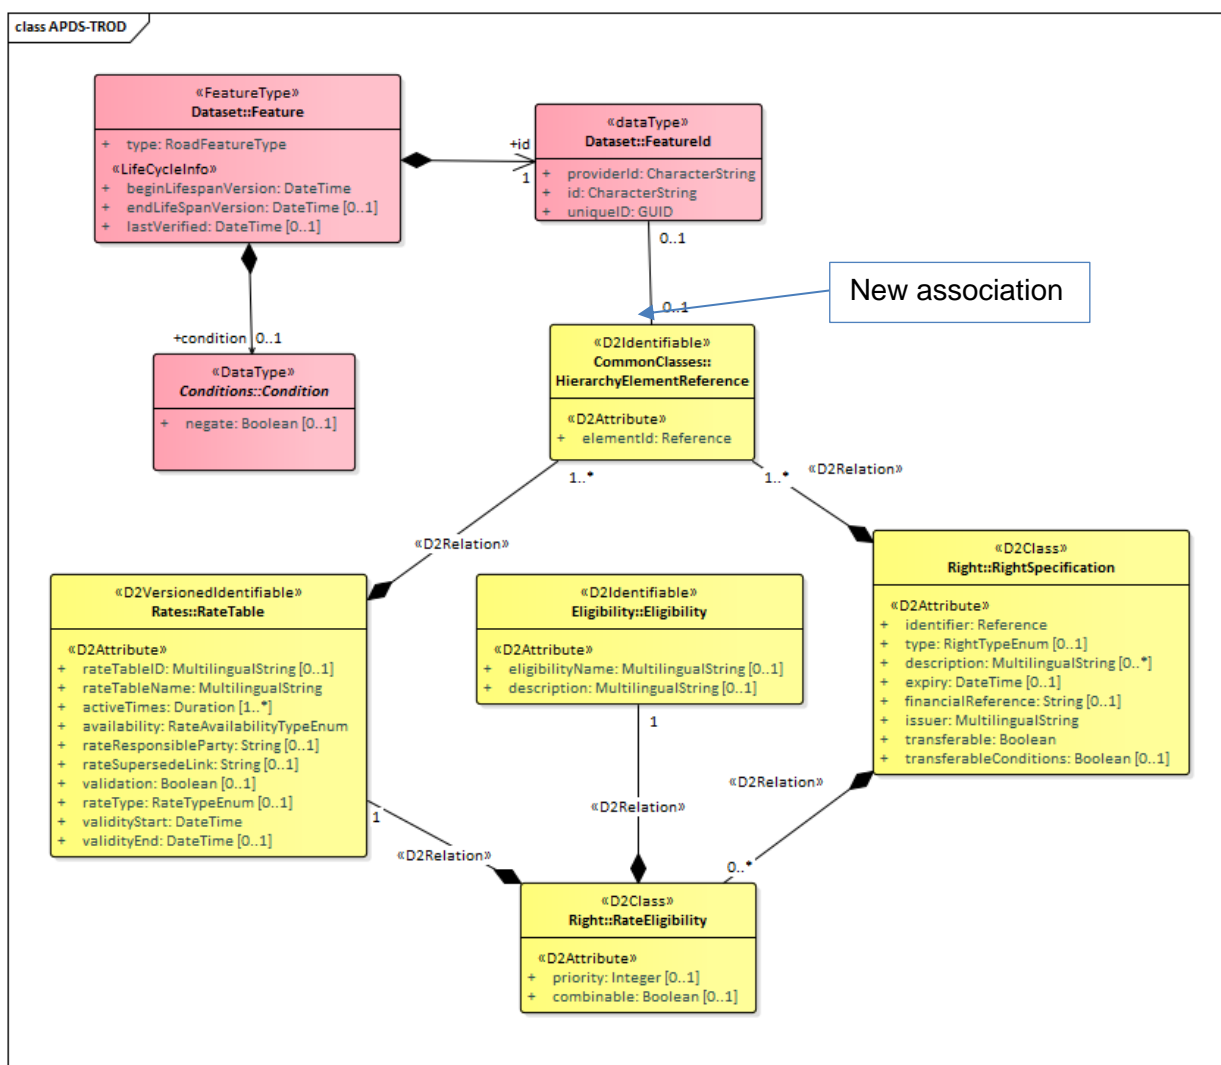 class APDS-TROD
«FeatureType»
Dataset::Feature
+ type: RoadFeatureType
«LifeCycleInfo»
+ beginLifespanVersion: DateTime
+ endLifeSpanVersion: DateTime [0..1]
+ lastVerified: DateTime [0..1]
+id
1
«dataType»
Dataset::FeatureId
+ providerId: CharacterString
+ id: CharacterString
+ uniqueID: GUID
0..1
New association
0..1
+condition 0..1
«DataType»
Conditions::Condition
+ negate: Boolean [0..1]
«D2Identifiable»
CommonClasses::
HierarchyElementReference
«D2Attribute»
+ elementId: Reference
1..*
1..*
«D2Relation»
«D2Relation»
«D2VersionedIdentifiable»
Rates::RateTable
«D2Attribute»
+ rateTableID: MultilingualString [0..1]
+ rateTableName: MultilingualString
+ activeTimes: Duration [1..*]
+ availability: RateAvailabilityTypeEnum
+ rateResponsibleParty: String [0..1]
+ rateSupersedeLink: String [0..1]
+ validation: Boolean [0..1]
+ rateType: RateTypeEnum [0..1]
+ validityStart: DateTime
+ validityEnd: DateTime [0..1]
«D2Identifiable»
Eligibility::Eligibility
«D2Attribute»
+ eligibilityName: MultilingualString [0..1]
+ description: MultilingualString [0..1]
«D2Class»
Right::RightSpecification
«D2Attribute»
+ identifier: Reference
+ type: RightTypeEnum [0..1]
+ description: MultilingualString [0..*]
+ expiry: DateTime [0..1]
+ financialReference: String [0..1]
+ issuer: MultilingualString
+ transferable: Boolean
+ transferableConditions: Boolean [0..1]
1
«D2Relation»
«D2Relation»
1
«D2Relation»
0..*
«D2Class»
Right::RateEligibility
«D2Attribute»
+ priority: Integer [0..1]
+ combinable: Boolean [0..1]